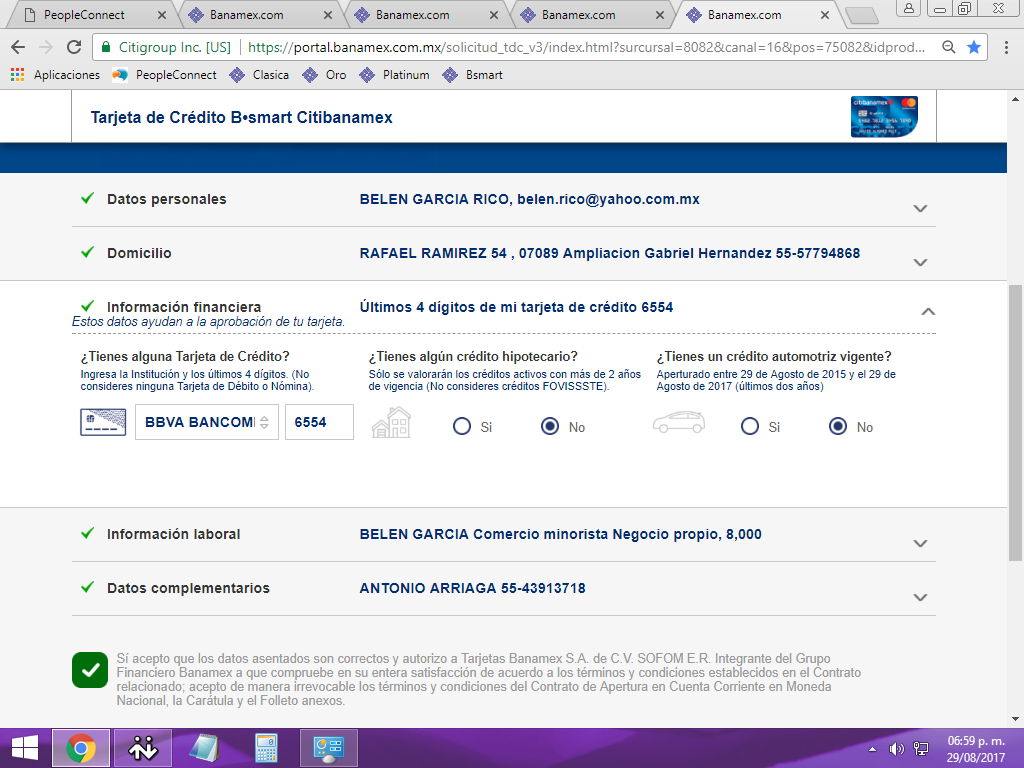 PeopleConnect
Banamex.com
Banamex.com
Banamex.com
Banamex.com
Citigroup Inc. [US] https://portal.banamex.com.mx/solicitud_tdc_v3/index.html?surcursal=8082&canal=16&pos=75082&idprod...
Aplicaciones PeopleConnect Clasica Oro Platinum Bsmart
Tarjeta de Crédito B•smart Citibanamex
citibanamex
Datos personales BELEN GARCIA RICO, belen.rico@yahoo.com.mx
Domicilio RAFAEL RAMIREZ 54 , 07089 Ampliacion Gabriel Hernandez 55-57794868
Información financiera Últimos 4 dígitos de mi tarjeta de crédito 6554
Estos datos ayudan a la aprobación de tu tarjeta.
¿Tienes alguna Tarjeta de Crédito?
Ingresa la Institución y los últimos 4 dígitos. (No
consideres ninguna Tarjeta de Débito o Nómina).
BBVA BANCOM 6554
¿Tienes algún crédito hipotecario?
Sólo se valorarán los créditos activos con más de 2 años
de vigencia (No consideres créditos FOVISSSTE).
Si No
¿Tienes un crédito automotriz vigente?
Aperturado entre 29 de Agosto de 2015 y el 29 de
Agosto de 2017 (últimos dos años)
Si No
Información laboral BELEN GARCIA Comercio minorista Negocio propio, 8,000
Datos complementarios ANTONIO ARRIAGA 55-43913718
Sí acepto que los datos asentados son correctos y autorizo a Tarjetas Banamex S.A. de C.V. SOFOM E.R. Integrante del Grupo
Financiero Banamex a que compruebe en su entera satisfacción de acuerdo a los términos y condiciones establecidos en el Contrato
relacionado; acepto de manera irrevocable los términos y condiciones del Contrato de Apertura en Cuenta Corriente en Moneda
Nacional, la Carátula y el Folleto anexos.
06:59 p. m.
29/08/2017